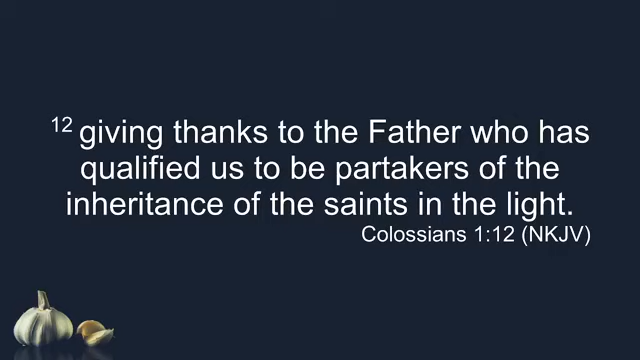 12 giving thanks to the Father who has
qualified us to be partakers of the
inheritance of the saints in the light.
Colossians 1:12 (NKJV)